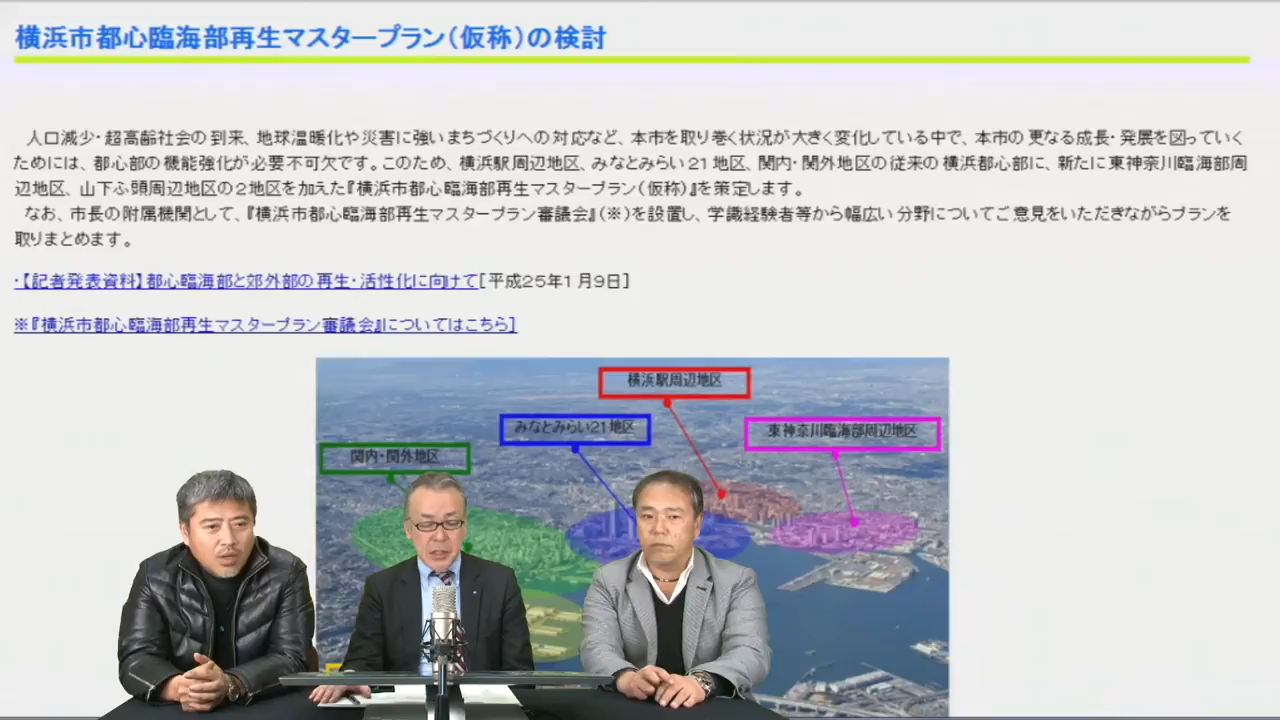 横浜市都心臨海部再生マスタープラン（仮称）の検討
人口減少・超高齢社会の到来、地球温暖化や災害に強いまちづくりへの対応など、本市を取り巻く状況が大きく変化している中で、本市の更なる成長・発展を図っていく
ためには、都心部の機能強化が必要不可欠です。このため、横浜駅周辺地区、みなとみらい２１地区、関内・関外地区の従来の横浜都心部に、新たに東神奈川臨海部周
辺地区、山下ふ頭周辺地区の２地区を加えた『横浜市都心臨海部再生マスタープラン（仮称）』を策定します。
なお、市長の附属機関として、『横浜市都心臨海部再生マスタープラン審議会』（※）を設置し、学識経験者等から幅広い分野についてご意見をいただきながらプランを
取りまとめます。
・【記者発表資料】都心臨海部と郊外部の再生・活性化に向けて［平成２５年１月９日］
※『横浜市都心臨海部再生マスタープラン審議会』についてはこちら］
横浜駅周辺地区
みなとみらい21地区
東神奈川臨海部周辺地区
関内・関外地区